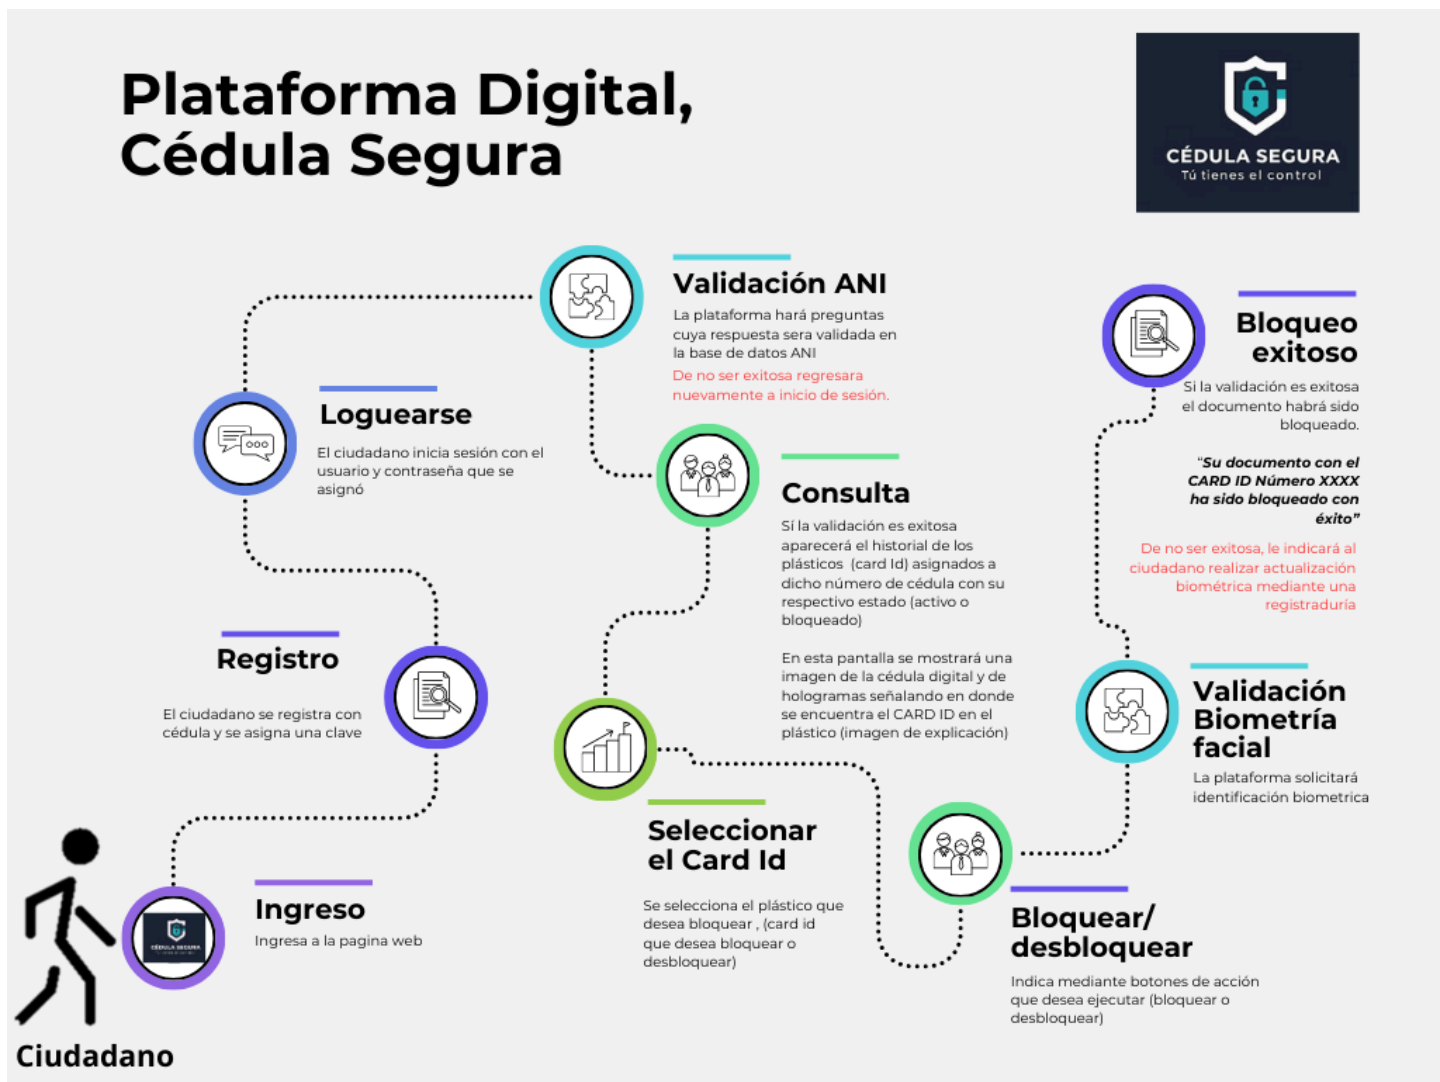 Plataforma Digital,
Cédula Segura
CÉDULA SEGURA
Tú tienes el control
Validación ANI
La plataforma hará preguntas
cuya respuesta sera validada en
la base de datos ANI
De no ser exitosa regresara
nuevamente a inicio de sesión.
Loguearse
El ciudadano inicia sesión con el
usuario y contraseña que se
asignó
Consulta
Sí la validación es exitosa
aparecerá el historial de los
plásticos (card Id) asignados a
dicho número de cédula con su
respectivo estado (activo o
bloqueado)
En esta pantalla se mostrará una
imagen de la cédula digital y de
hologramas señalando en donde
se encuentra el CARD ID en el
plástico (imagen de explicación)
Registro
El ciudadano se registra con
cédula y se asigna una clave
Ingreso
Ingresa a la pagina web
CÉDULA SEGURA
Ciudadano
Seleccionar
el Card Id
Se selecciona el plástico que
desea bloquear , (card id
que desea bloquear o
desbloquear)
Bloquear/
desbloquear
Indica mediante botones de acción
que desea ejecutar (bloquear o
desbloquear)
Validación
Biometría
facial
La plataforma solicitará
identificación biometrica
Bloqueo
exitoso
Si la validación es exitosa
el documento habrá sido
bloqueado.
“Su documento con el
CARD ID Número XXXX
ha sido bloqueado con
éxito”
De no ser exitosa, le indicará al
ciudadano realizar actualización
biométrica mediante una
registraduría